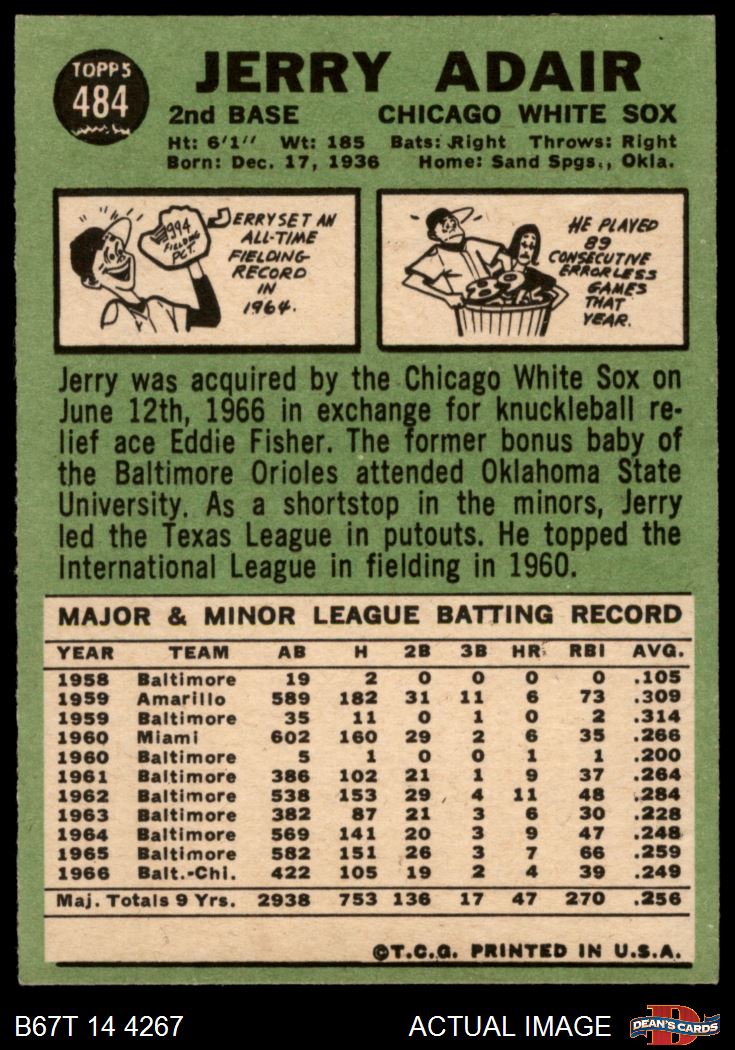 TOPPS
484
JERRY ADAIR
2nd BASE CHICAGO WHITE SOX
Ht: 6'1'' Wt: 185 Bats: Right Throws: Right
Born: Dec. 17, 1936 Home: Sand Spgs., Okla.
.994
FIELDING
PCT.
JERRY SET AN
ALL-TIME
FIELDING
RECORD
IN
1964.
HE PLAYED
89
CONSECUTIVE
ERRORLESS
GAMES
THAT
YEAR.
Jerry was acquired by the Chicago White Sox on
June 12th, 1966 in exchange for knuckleball re-
lief ace Eddie Fisher. The former bonus baby of
the Baltimore Orioles attended Oklahoma State
University. As a shortstop in the minors, Jerry
led the Texas League in putouts. He topped the
International League in fielding in 1960.
MAJOR & MINOR LEAGUE BATTING RECORD
YEAR TEAM AB H 2B 3B HR RBI AVG.
1958 Baltimore 19 2 0 0 0 0 .105
1959 Amarillo 589 182 31 11 6 73 .309
1959 Baltimore 35 11 0 1 0 2 .314
1960 Miami 602 160 29 2 6 35 .266
1960 Baltimore 5 1 0 0 1 1 .200
1961 Baltimore 386 102 21 1 9 37 .264
1962 Baltimore 538 153 29 4 11 48 .284
1963 Baltimore 382 87 21 3 6 30 .228
1964 Baltimore 569 141 20 3 9 47 .248
1965 Baltimore 582 151 26 3 7 66 .259
1966 Balt.-Chi. 422 105 19 2 4 39 .249
Maj. Totals 9 Yrs. 2938 753 136 17 47 270 .256
©T.C.G. PRINTED IN U.S.A.
B67T 14 4267 ACTUAL IMAGE D DEAN'S CARDS